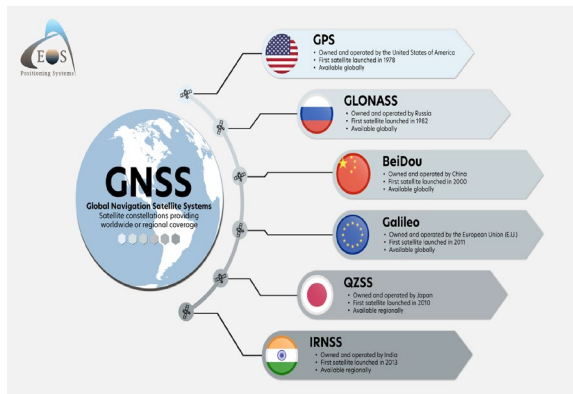 EOS
Positioning Systems
GPS
• Owned and operated by the United States of America
• First satellite launched in 1978
• Available globally
GLONASS
• Owned and operated by Russia
• First satellite launched in 1982
• Available globally
BeiDou
• Owned and operated by China
• First satellite launched in 2000
• Available globally
GNSS
Global Navigation Satellite Systems
Satellite constellations providing
worldwide or regional coverage
Galileo
• Owned and operated by the European Union (E.U.)
• First satellite launched in 2011
• Available globally
QZSS
• Owned and operated by Japan
• First satellite launched in 2010
• Available regionally
IRNSS
• Owned and operated by India
• First satellite launched in 2013
• Available regionally